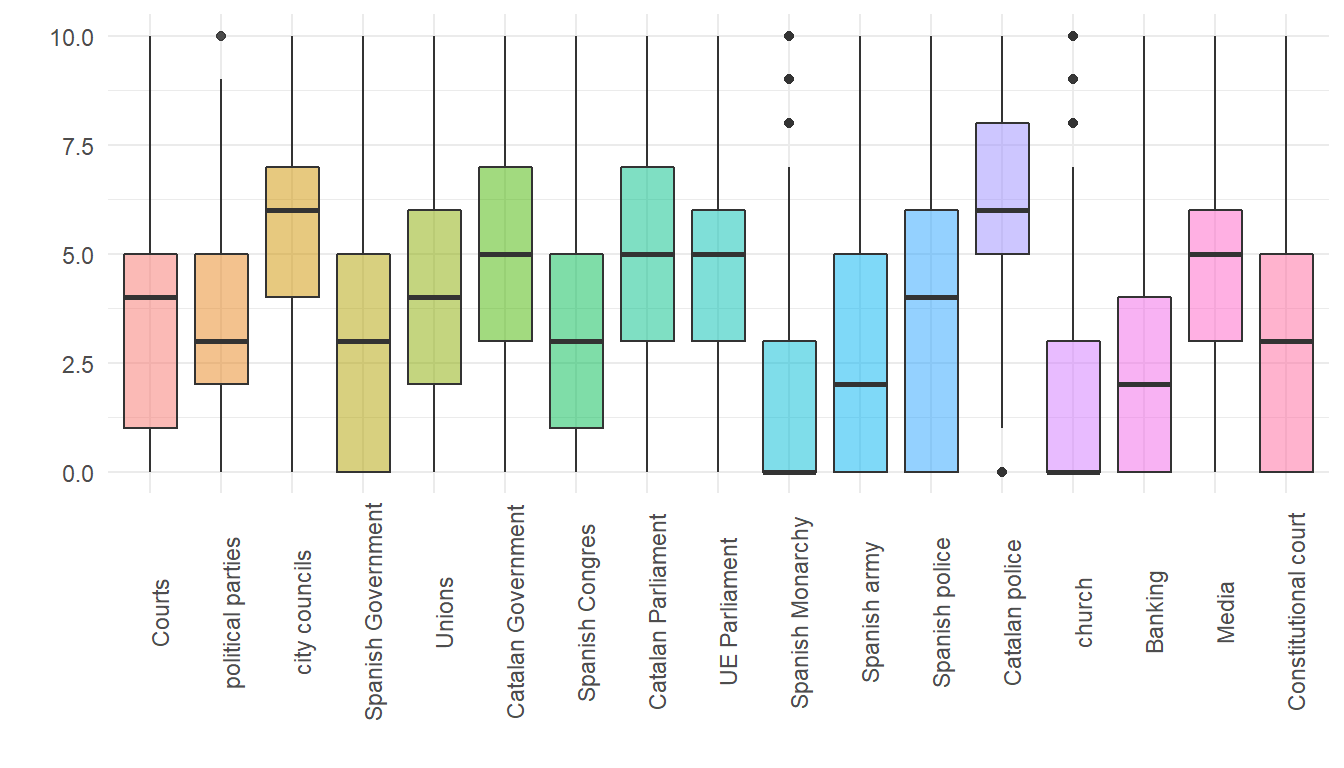 10.0
7.5
5.0
2.5
0.0
Courts
political parties
city councils
Spanish Government
Unions
Catalan Government
Spanish Congres
Catalan Parliament
UE Parliament
Spanish Monarchy
Spanish army
Spanish police
Catalan police
church
Banking
Media
Constitutional court